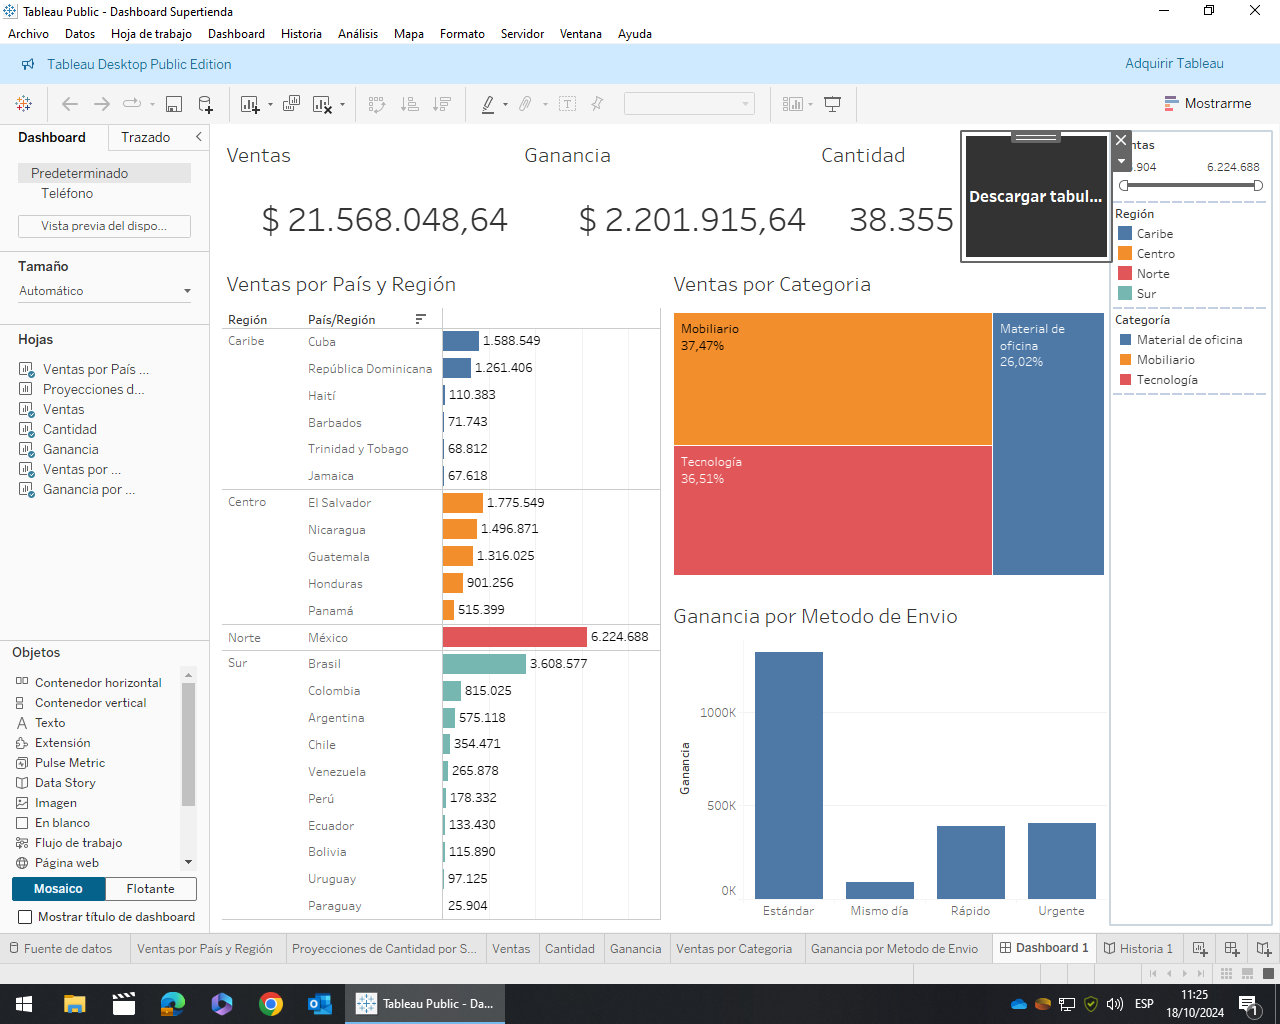 Tableau Public - Dashboard Supertienda
Archivo Datos Hoja de trabajo Dashboard Historia Análisis Mapa Formato Servidor Ventana Ayuda
Tableau Desktop Public Edition
Adquirir Tableau
Mostrarme
Dashboard
Trazado
Predeterminado
Teléfono
Vista previa del dispo...
Tamaño
Automático
Hojas
Ventas por País ...
Proyecciones d...
Ventas
Cantidad
Ganancia
Ventas por ...
Ganancia por ...
Objetos
Contenedor horizontal
Contenedor vertical
Texto
Extensión
Pulse Metric
Data Story
Imagen
En blanco
Flujo de trabajo
Página web
Mosaico
Flotante
Mostrar título de dashboard
Ventas
$ 21.568.048,64
Ganancia
$ 2.201.915,64
Cantidad
38.355
Descargar tabul...
6.224.688
Región
Caribe
Centro
Norte
Sur
Categoría
Material de oficina
Mobiliario
Tecnología
Ventas por País y Región
Región País/Región
Caribe Cuba 1.588.549
República Dominicana 1.261.406
Haití 110.383
Barbados 71.743
Trinidad y Tobago 68.812
Jamaica 67.618
Centro El Salvador 1.775.549
Nicaragua 1.496.871
Guatemala 1.316.025
Honduras 901.256
Panamá 515.399
Norte México 6.224.688
Sur Brasil 3.608.577
Colombia 815.025
Argentina 575.118
Chile 354.471
Venezuela 265.878
Perú 178.332
Ecuador 133.430
Bolivia 115.890
Uruguay 97.125
Paraguay 25.904
Ventas por Categoria
Mobiliario
37,47%
Material de
oficina
26,02%
Tecnología
36,51%
Ganancia por Metodo de Envio
Ganancia
1000K
500K
0K
Estándar Mismo día Rápido Urgente
Fuente de datos Ventas por País y Región Proyecciones de Cantidad por S... Ventas Cantidad Ganancia Ventas por Categoria Ganancia por Metodo de Envio Dashboard 1 Historia 1
Tableau Public - Da...
ESP
11:25
18/10/2024
1